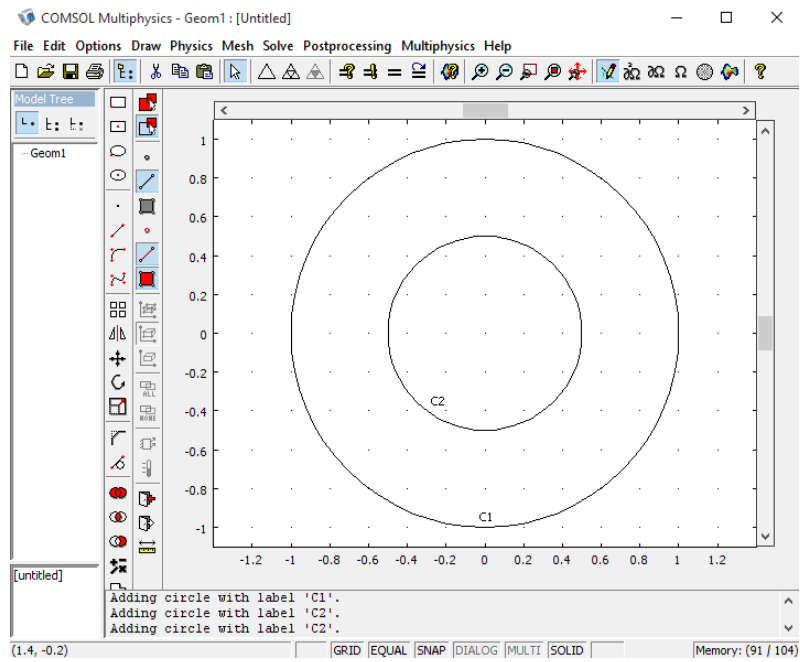 COMSOL Multiphysics - Geom1 : [Untitled]
File Edit Options Draw Physics Mesh Solve Postprocessing Multiphysics Help
Model Tree
Geom1
1
0.8
0.6
0.4
0.2
0
-0.2
-0.4
-0.6
-0.8
-1
C2
C1
-1.2 -1 -0.8 -0.6 -0.4 -0.2 0 0.2 0.4 0.6 0.8 1 1.2
ALL
NONE
[untitled]
Adding circle with label 'C1'.
Adding circle with label 'C2'.
Adding circle with label 'C2'.
(1.4, -0.2) GRID EQUAL SNAP DIALOG MULTI SOLID Memory: (91 / 104)